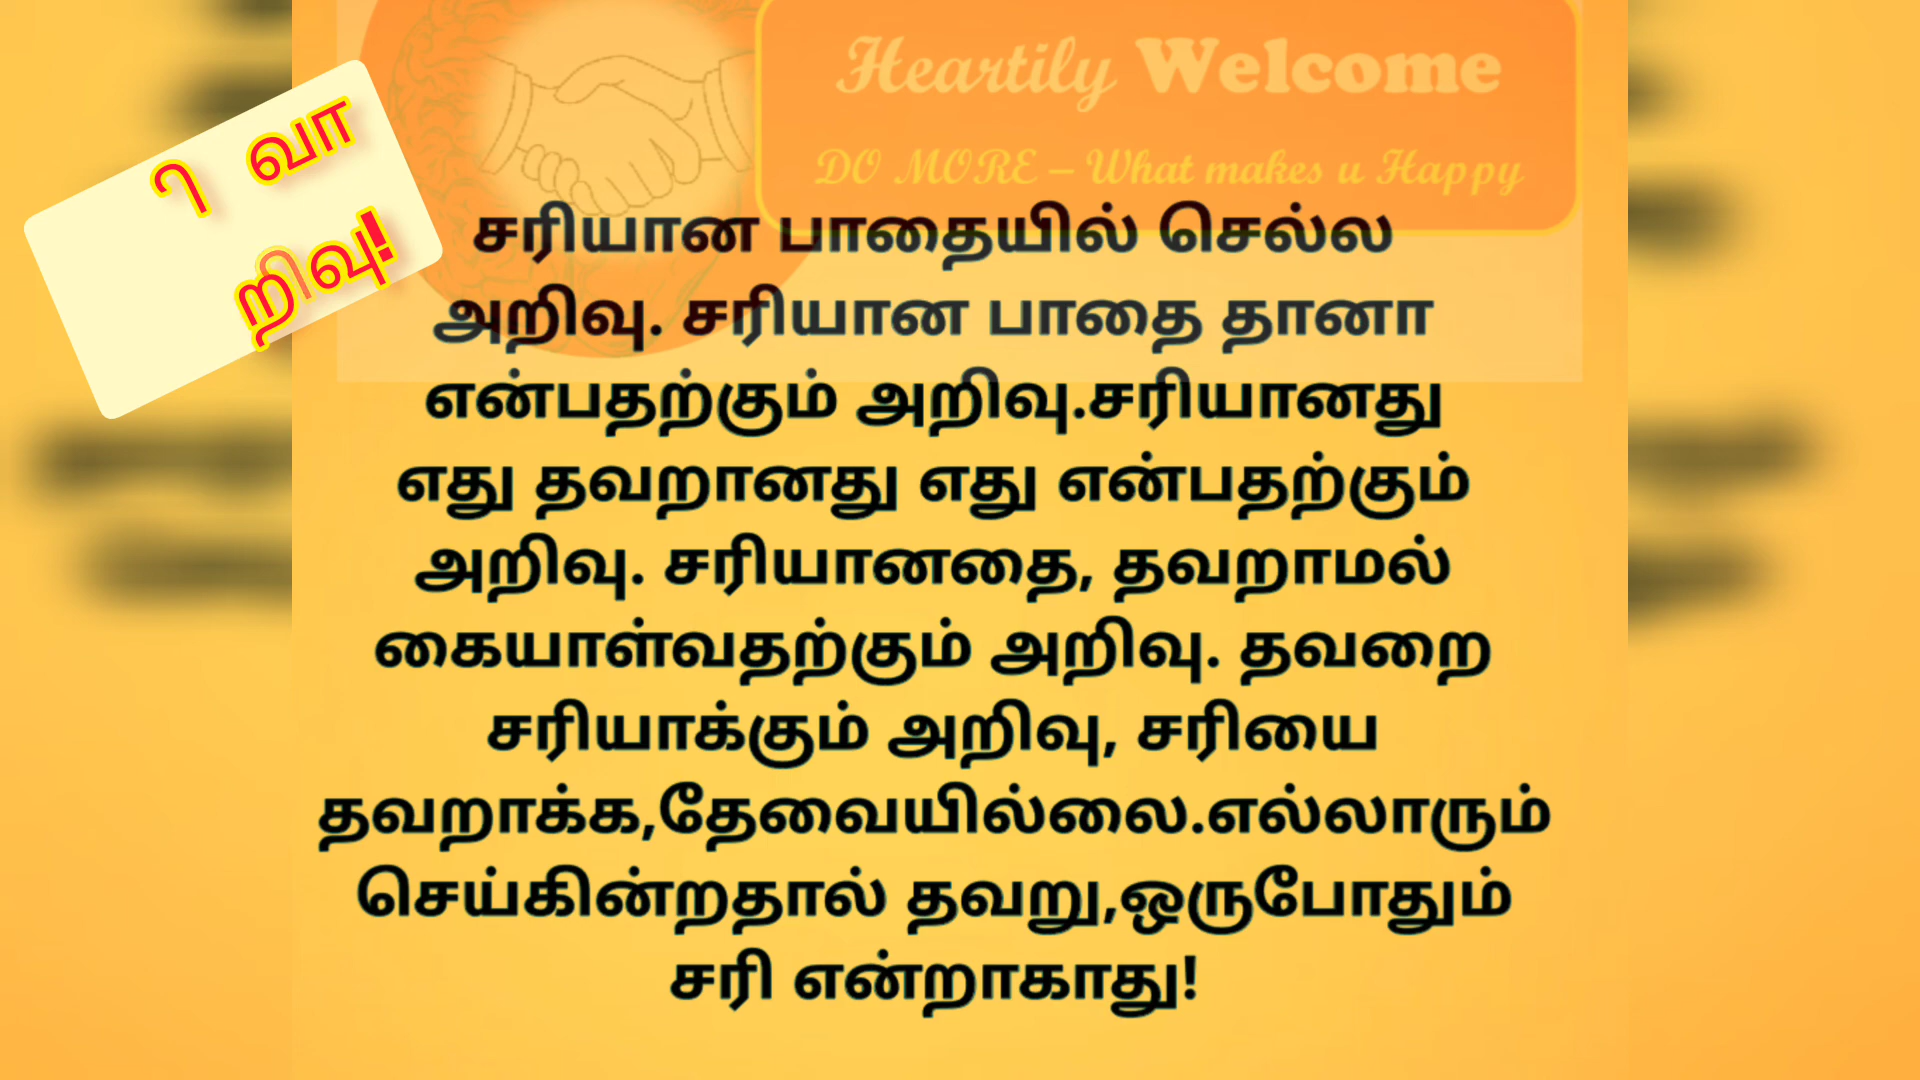 Heartily Welcome
DO MORE – What makes u Happy
வா
றிவு!
சரியான பாதையில் செல்ல
அறிவு. சரியான பாதை தானா
என்பதற்கும் அறிவு.சரியானது
எது தவறானது எது என்பதற்கும்
அறிவு. சரியானதை, தவறாமல்
கையாள்வதற்கும் அறிவு. தவறை
சரியாக்கும் அறிவு, சரியை
தவறாக்க,தேவையில்லை.எல்லாரும்
செய்கின்றதால் தவறு,ஒருபோதும்
சரி என்றாகாது!